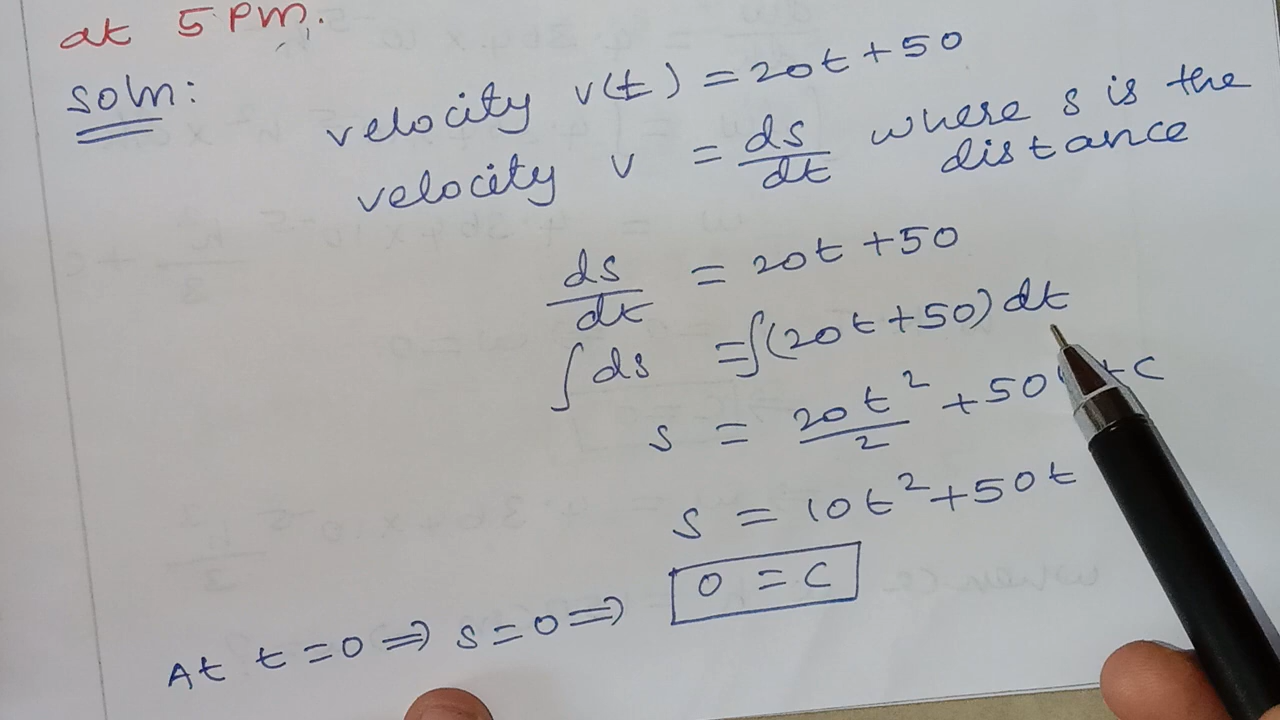 at 5 PM.
soln:
velocity v(t) = 20t + 50
velocity v = ds/dt where s is the
distance
ds/dt = 20t + 50
∫ ds = ∫(20t + 50) dt
s = 20t²/2 + 50 + c
s = 10t² + 50t
At t = 0 ⇒ s = 0 ⇒ 0 = c